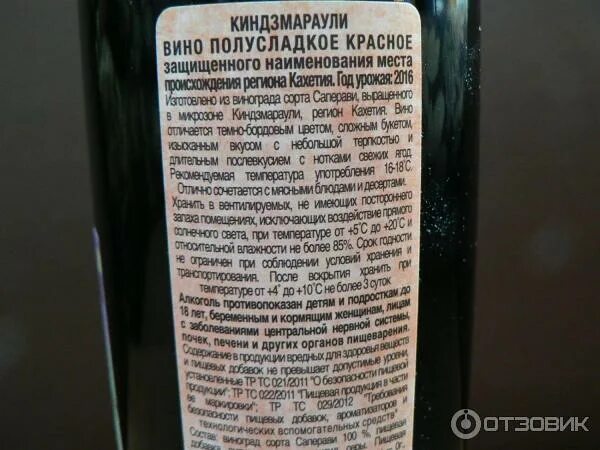 КИНДЗМАРАУЛИ
ВИНО ПОЛУСЛАДКОЕ КРАСНОЕ
защищенного наименования места
происхождения региона Кахетия. Год урожая: 2016
Изготовлено из винограда сорта Саперави, выращенного
в микрозоне Киндзмараули, регион Кахетия. Вино
отличается темно-бордовым цветом, сложным букетом,
изысканным вкусом с небольшой терпкостью и
длительным послевкусием с нотками свежих ягод.
Рекомендуемая температура употребления 16-18°С.
Отлично сочетается с мясными блюдами и десертами.
Хранить в вентилируемых, не имеющих постороннего
запаха помещениях, исключающих воздействие прямого
солнечного света, при температуре от +5°С до +20°С и
относительной влажности не более 85%. Срок годности
не ограничен при соблюдении условий хранения и
транспортирования. После вскрытия хранить при
температуре от +4° до +10°С не более 3 суток
Алкоголь противопоказан детям и подросткам до
18 лет, беременным и кормящим женщинам, лицам
с заболеваниями центральной нервной системы,
почек, печени и других органов пищеварения.
Содержание в продукции вредных для здоровья веществ
и пищевых добавок не превышает допустимые уровни,
установленные ТР ТС 021/2011 "О безопасности пищевой
продукции"; ТР ТС 022/2011 "Пищевая продукция в части
ее маркировки"; ТР ТС 029/2012 "Требования
безопасности пищевых добавок, ароматизаторов и
технологических вспомогательных средств"
Состав: виноград сорта Саперави 100 %, пищевая
ОТЗОВИК